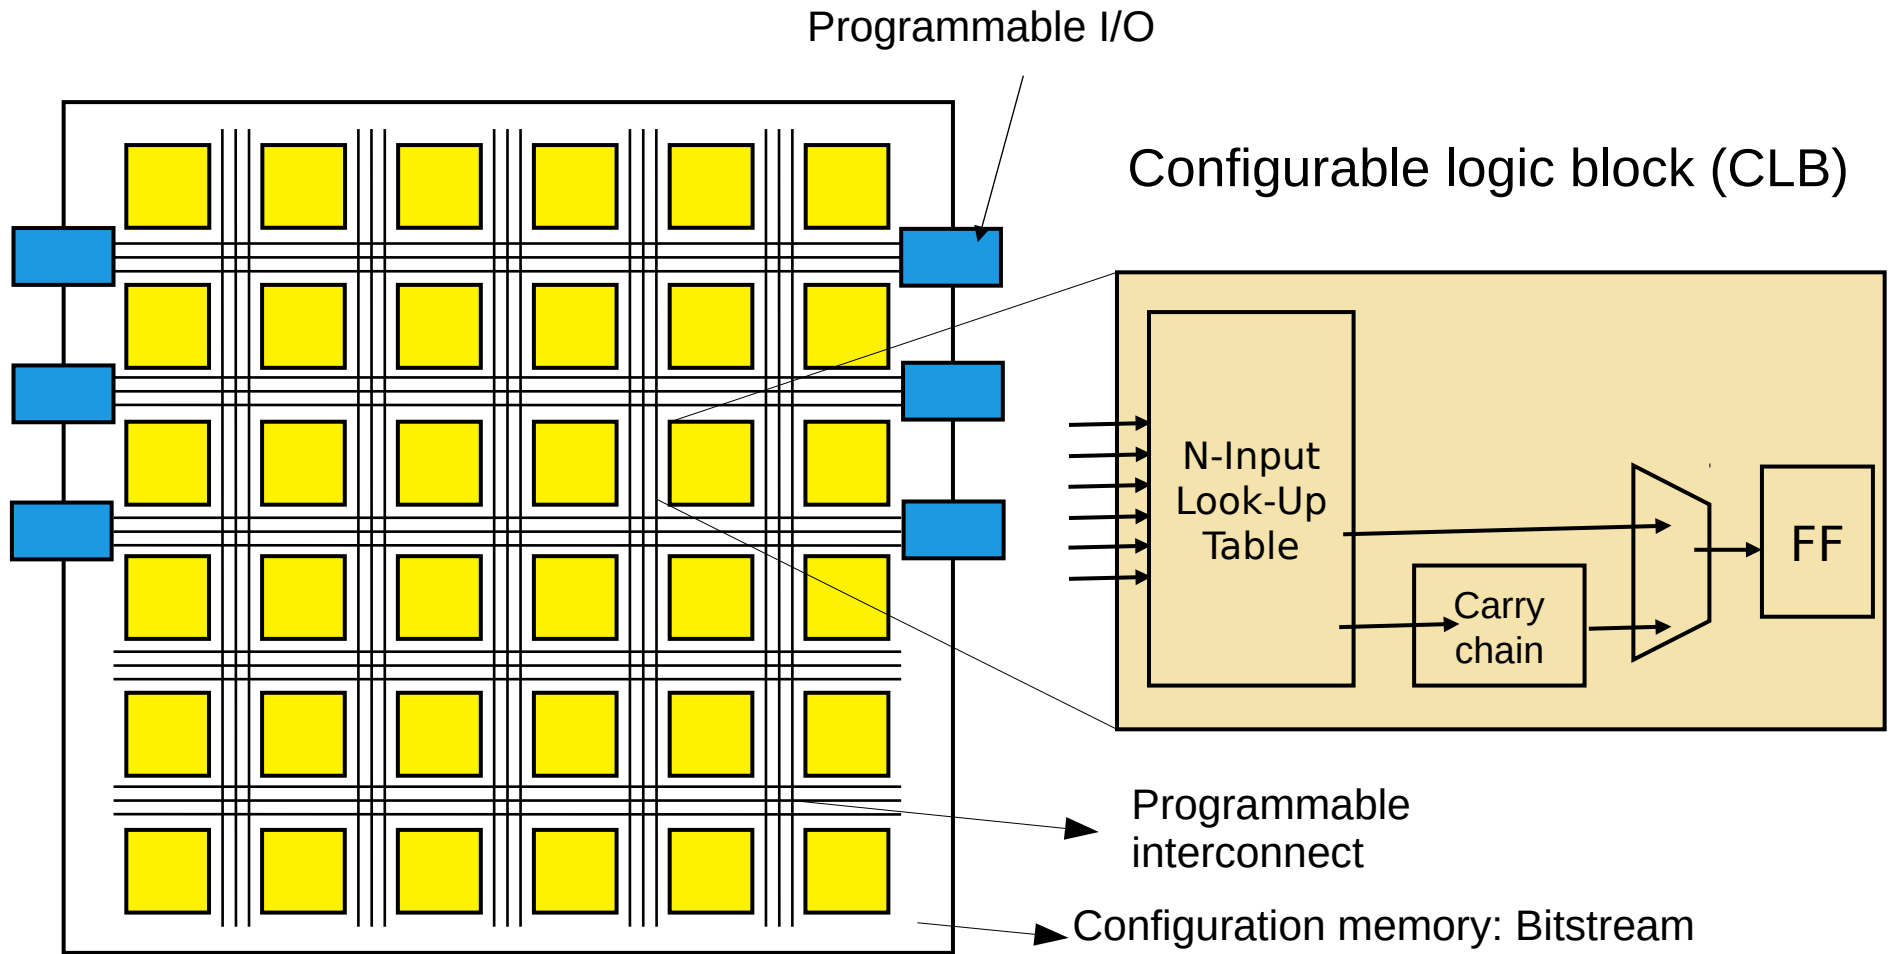 Programmable I/O
Configurable logic block (CLB)
N-Input
Look-Up
Table
Carry
chain
FF
Programmable
interconnect
Configuration memory: Bitstream